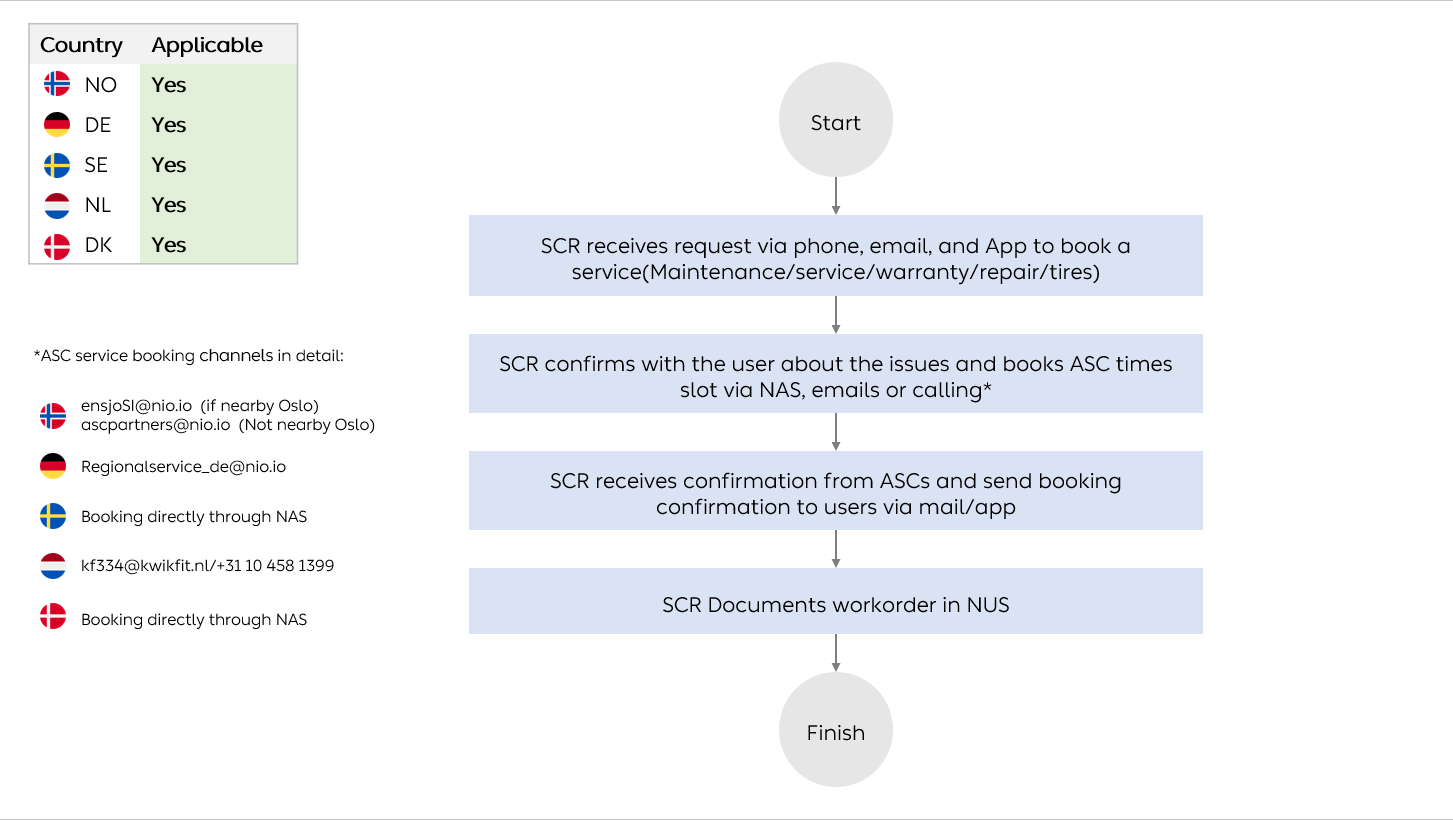 Country Applicable
NO Yes
DE Yes
SE Yes
NL Yes
DK Yes
*ASC service booking channels in detail:
ensjoSI@nio.io (if nearby Oslo)
ascpartners@nio.io (Not nearby Oslo)
Regionalservice_de@nio.io
Booking directly through NAS
kf334@kwikfit.nl/+31 10 458 1399
Booking directly through NAS
Start
SCR receives request via phone, email, and App to book a
service(Maintenance/service/warranty/repair/tires)
SCR confirms with the user about the issues and books ASC times
slot via NAS, emails or calling*
SCR receives confirmation from ASCs and send booking
confirmation to users via mail/app
SCR Documents workorder in NUS
Finish